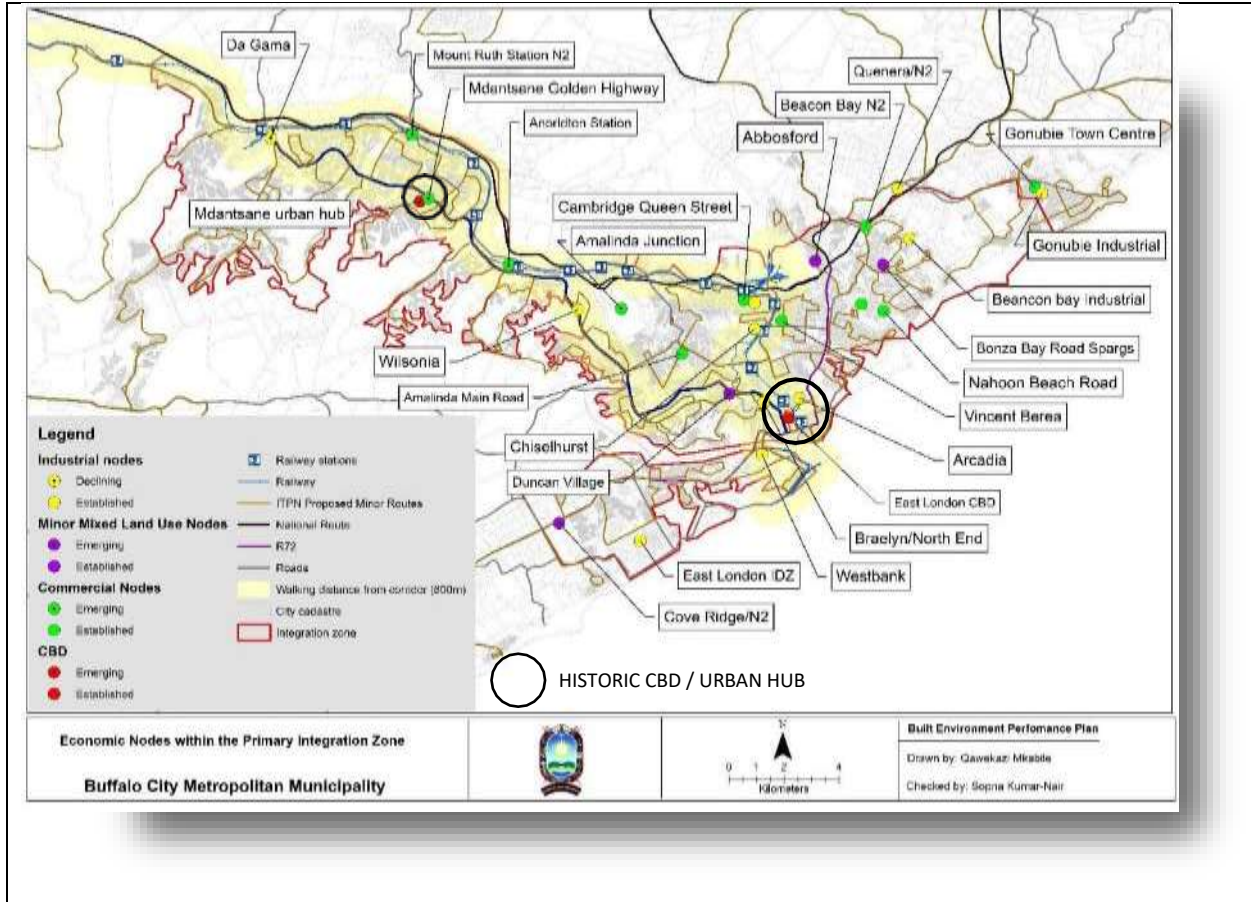 Da Gama
Mount Ruth Station N2
Mdantsane Golden Highway
Quenera/N2
Beacon Bay N2
Abbosford
Gonubie Town Centre
Mdantsane urban hub
Cambridge Queen Street
Amalinda Junction
Gonubie Industrial
Beancon bay Industrial
Wilsonia
Bonza Bay Road Spargs
Nahoon Beach Road
Amalinda Main Road
Vincent Berea
Chiselhurst
Arcadia
Duncan Village
East London CBD
Braelyn/North End
East London IDZ
Westbank
Cove Ridge/N2
Legend
Industrial nodes
Declining
Established
Minor Mixed Land Use Nodes
Emerging
Established
Commercial Nodes
Emerging
Established
CBD
Emerging
Established
Railway stations
Railway
ITPN Proposed Minor Routes
National Route
R72
Roads
Walking distance from corridor (800m)
City cadastre
Integration zone
HISTORIC CBD / URBAN HUB
Economic Nodes within the Primary Integration Zone
Buffalo City Metropolitan Municipality
N
0 1 2 4
Kilometers
Built Environment Perfomance Plan
Drawn by:
Checked by: Sopna Kumar-Nair